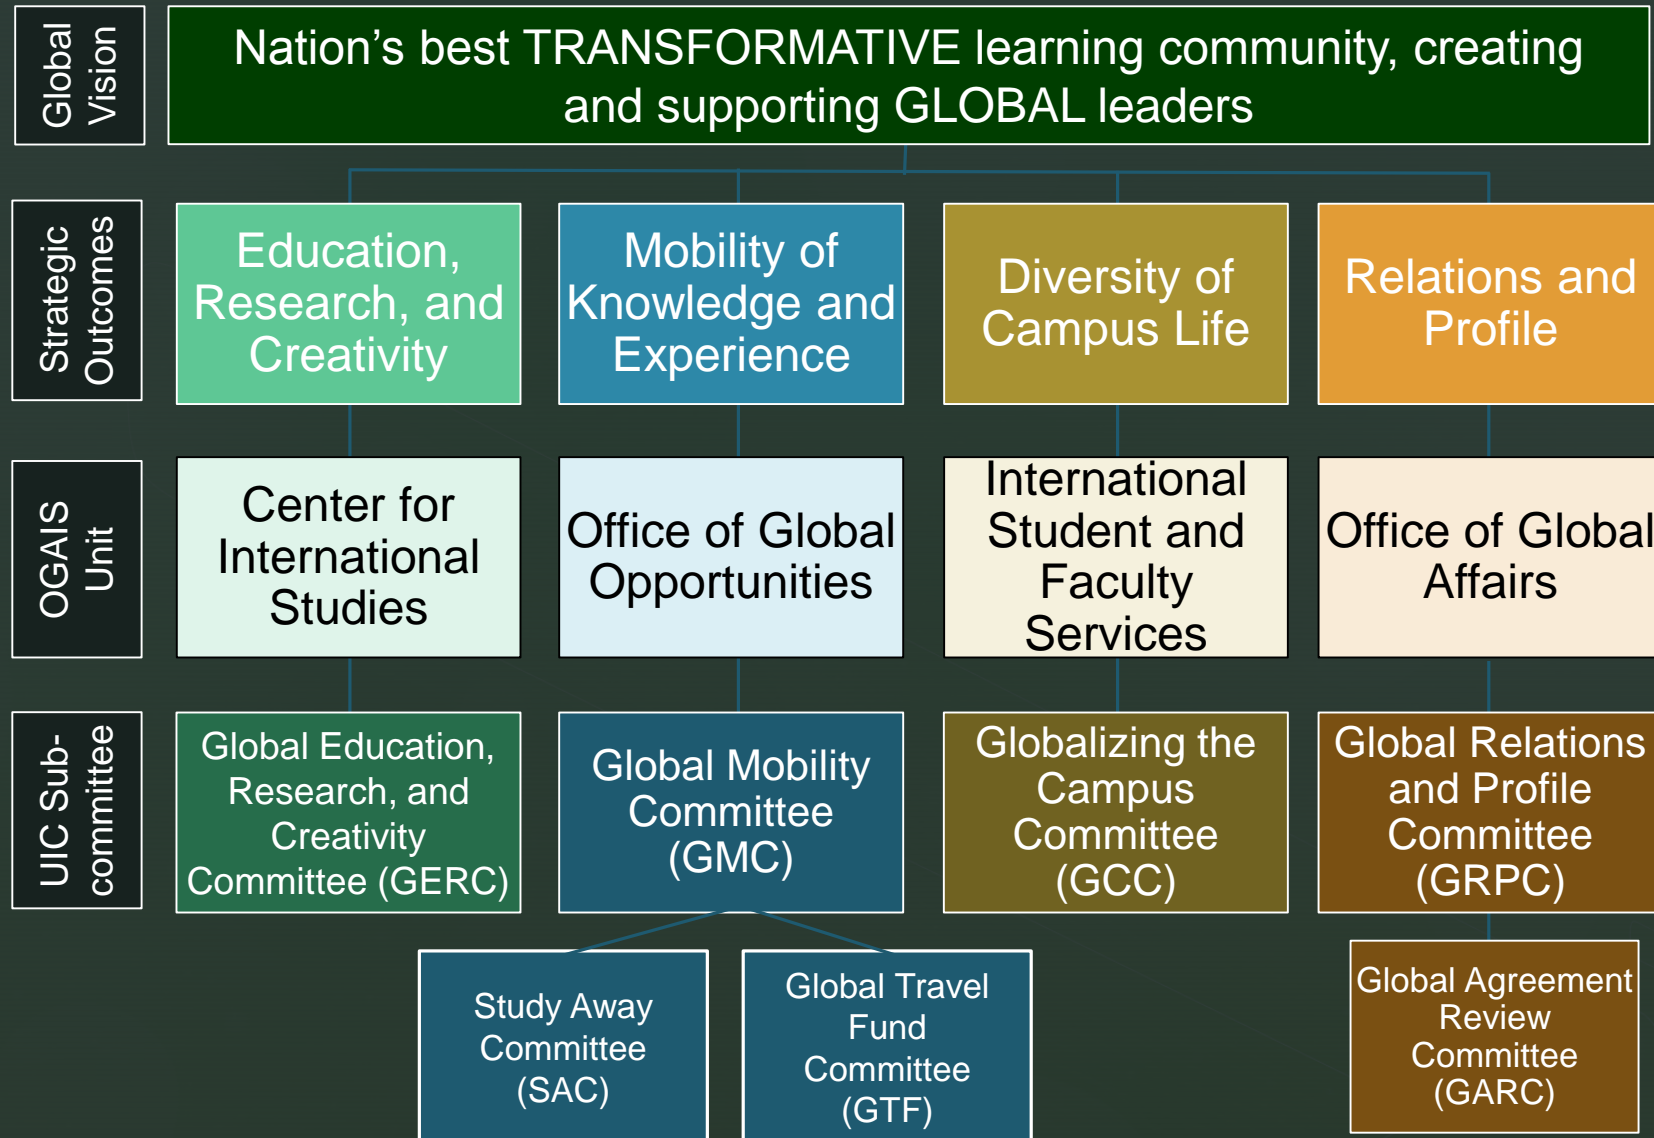 Global
Vision
Nation’s best TRANSFORMATIVE learning community, creating
and supporting GLOBAL leaders
Strategic
Outcomes
Education,
Research, and
Creativity
Mobility of
Knowledge and
Experience
Diversity of
Campus Life
Relations and
Profile
OGAIS
Unit
Center for
International
Studies
Office of Global
Opportunities
International
Student and
Faculty
Services
Office of Global
Affairs
UIC Sub-
committee
Global Education,
Research, and
Creativity
Committee (GERC)
Global Mobility
Committee
(GMC)
Globalizing the
Campus
Committee
(GCC)
Global Relations
and Profile
Committee
(GRPC)
Study Away
Committee
(SAC)
Global Travel
Fund
Committee
(GTF)
Global Agreement
Review
Committee
(GARC)